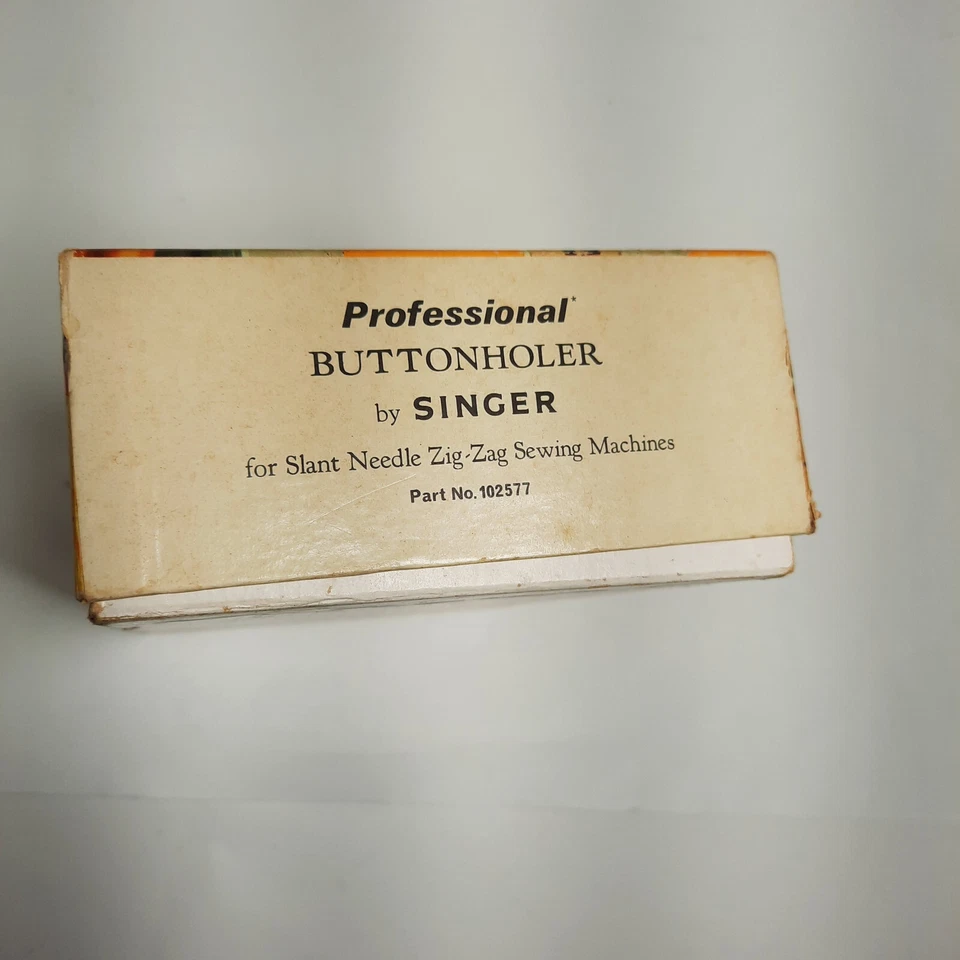 Professional*
BUTTONHOLER
by SINGER
for Slant Needle Zig-Zag Sewing Machines
Part No. 102577